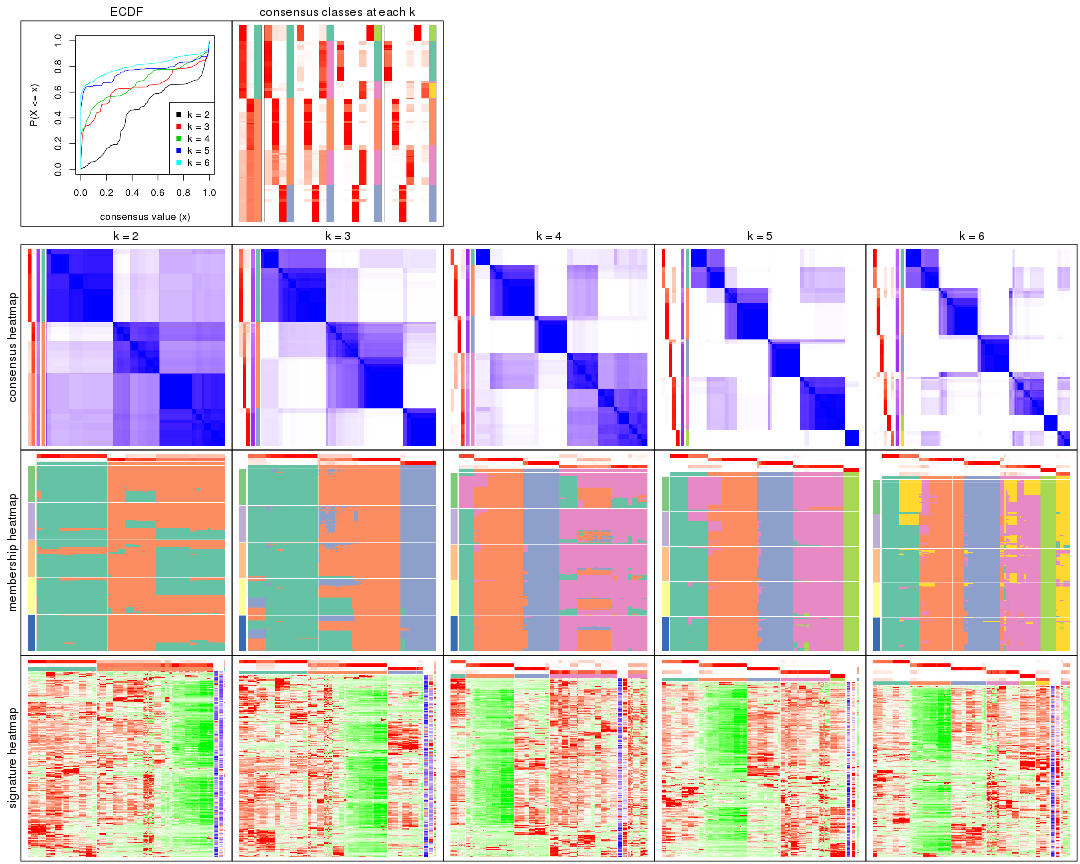 ECDF
consensus classes at each k
P(X <= x)
1.0
0.8
0.6
0.4
0.2
0.0
k = 2
k = 3
k = 4
k = 5
k = 6
0.0 0.2 0.4 0.6 0.8 1.0
consensus value (x)
k = 2
k = 3
k = 4
k = 5
k = 6
consensus heatmap
membership heatmap
signature heatmap